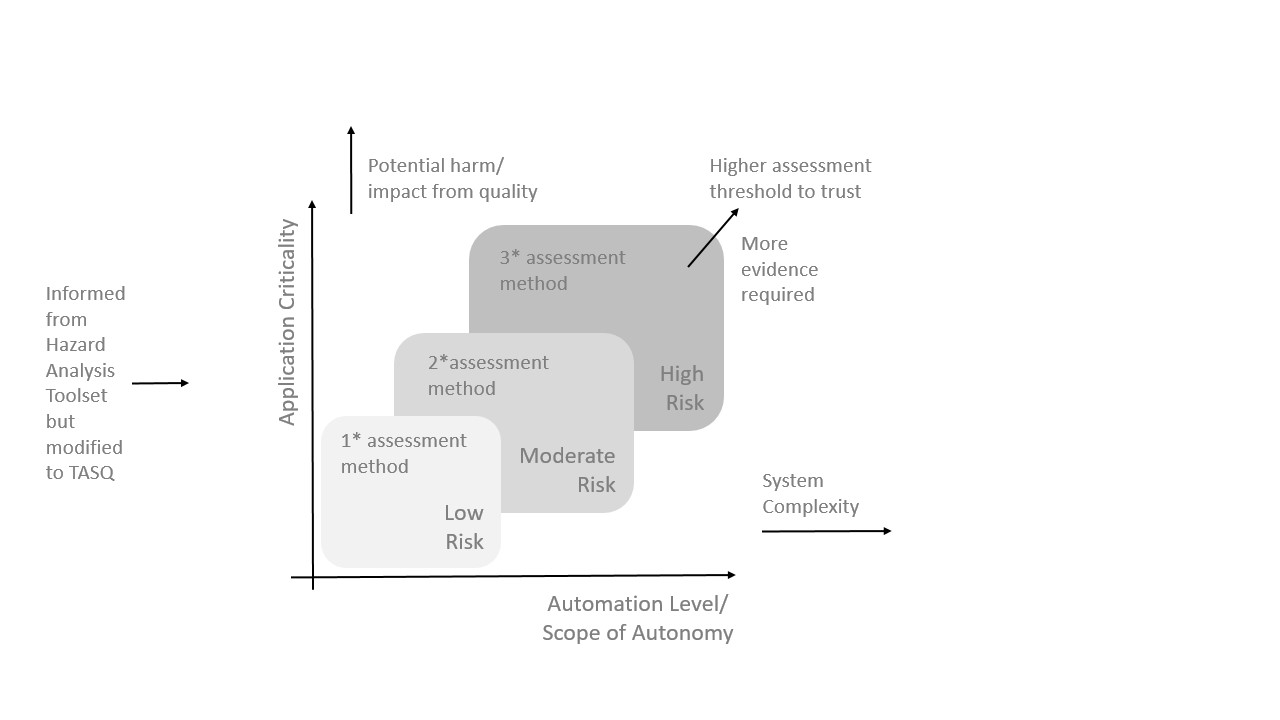 Potential harm/
impact from quality
Higher assessment
threshold to trust
More
evidence
required
Application Criticality
3* assessment
method
High
Risk
Informed
from
Hazard
Analysis
Toolset
but
modified
to TASQ
2*assessment
method
Moderate
Risk
1* assessment
method
Low
Risk
System
Complexity
Automation Level/
Scope of Autonomy